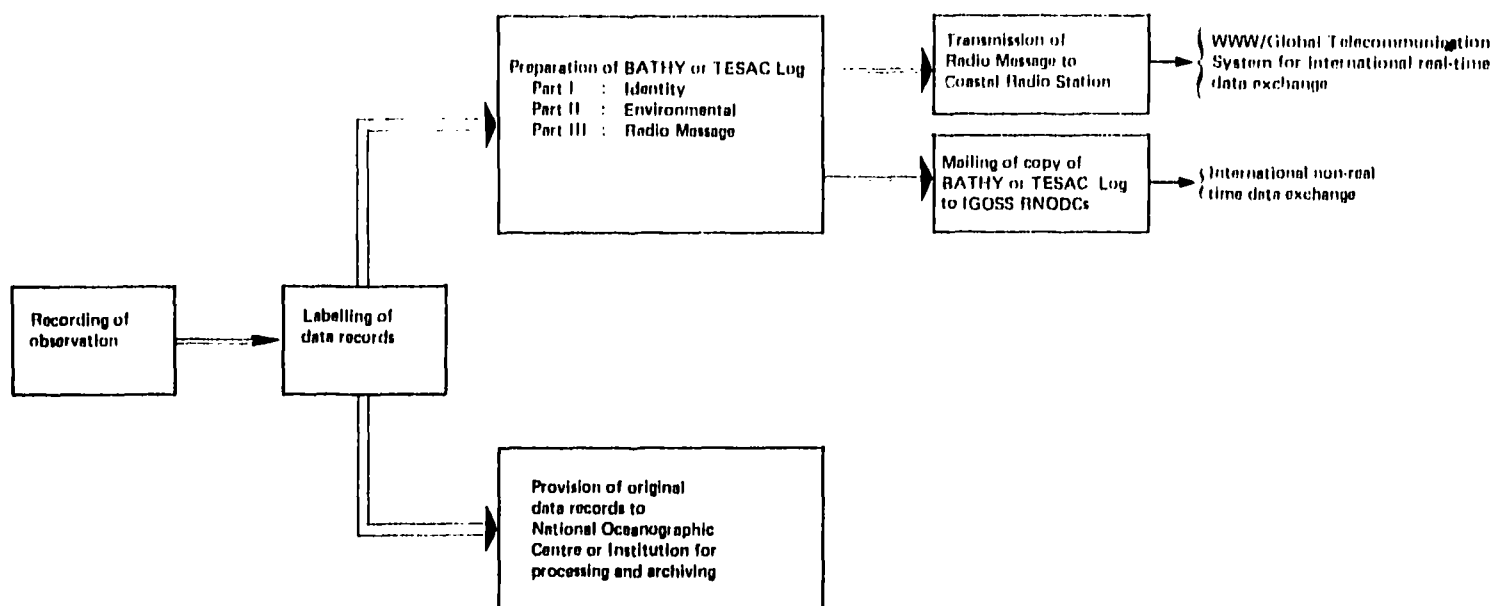 Preparation of BATHY or TESAC Log
Part I : Identity
Part II : Environmental
Part III : Radio Message
Transmission of
Radio Message to
Coastal Radio Station
WWW/Global Telecommunication
System for international real-time
data exchange
Mailing of copy of
BATHY or TESAC Log
to IGOSS RNODCs
International non-real
time data exchange
Recording of
observation
Labelling of
data records
Provision of original
data records to
National Oceanographic
Centre or Institution for
processing and archiving